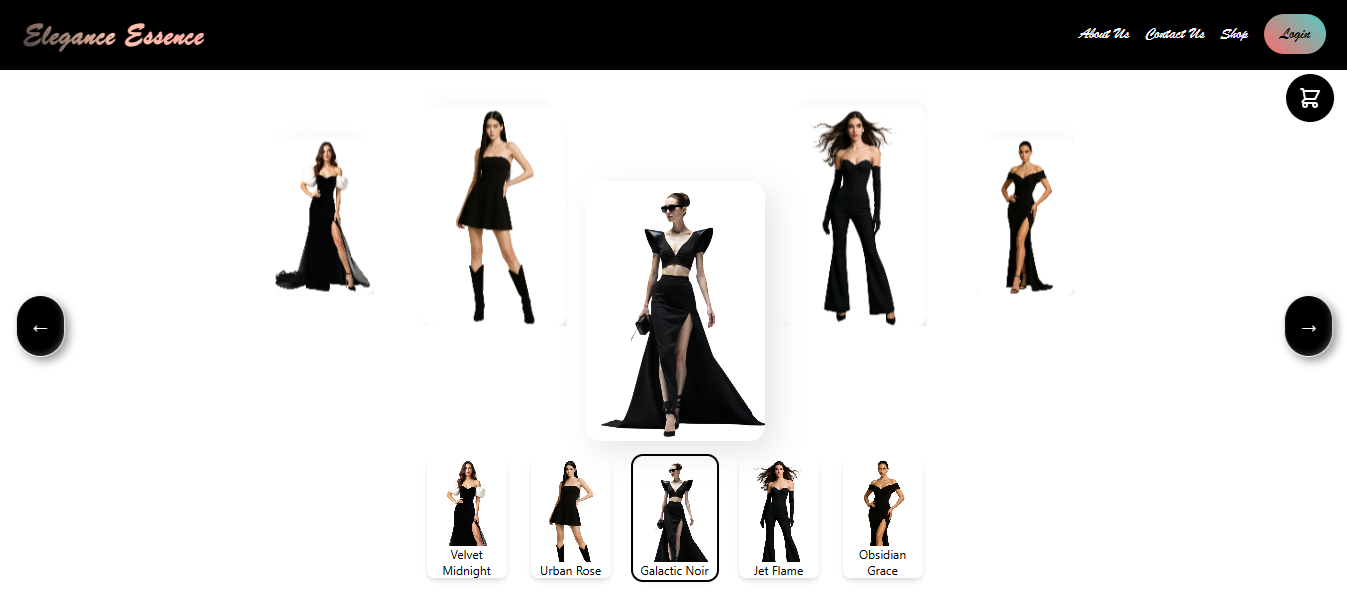 Elegance Essence
About Us Contact Us Shop Login
← →
Velvet
Midnight
Urban Rose
Galactic Noir
Jet Flame
Obsidian
Grace